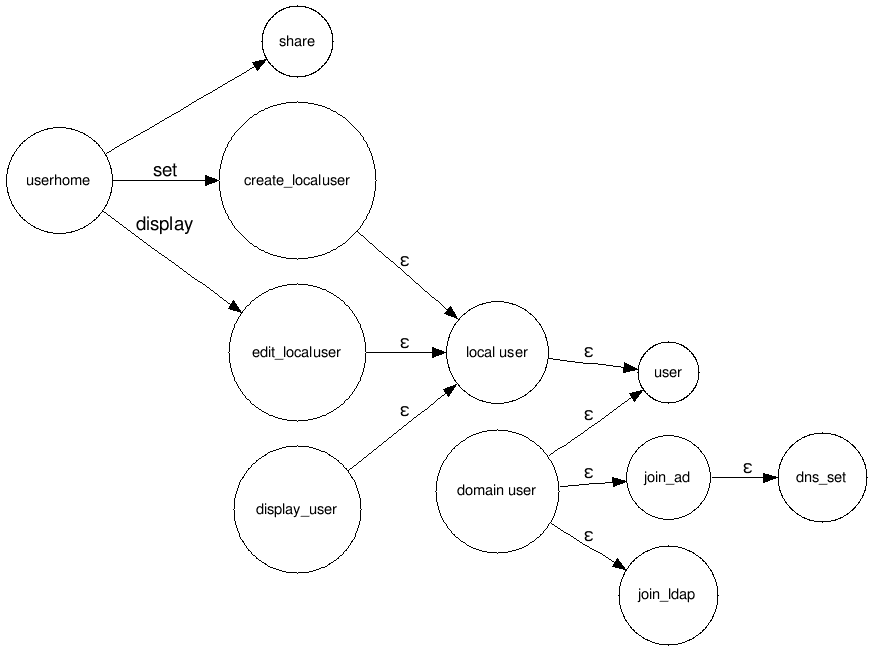 share
userhome
set
create_localuser
display
ε
edit_localuser
ε
local user
ε
user
ε
ε
display_user
domain user
ε
join_ad
ε
dns_set
ε
join_ldap